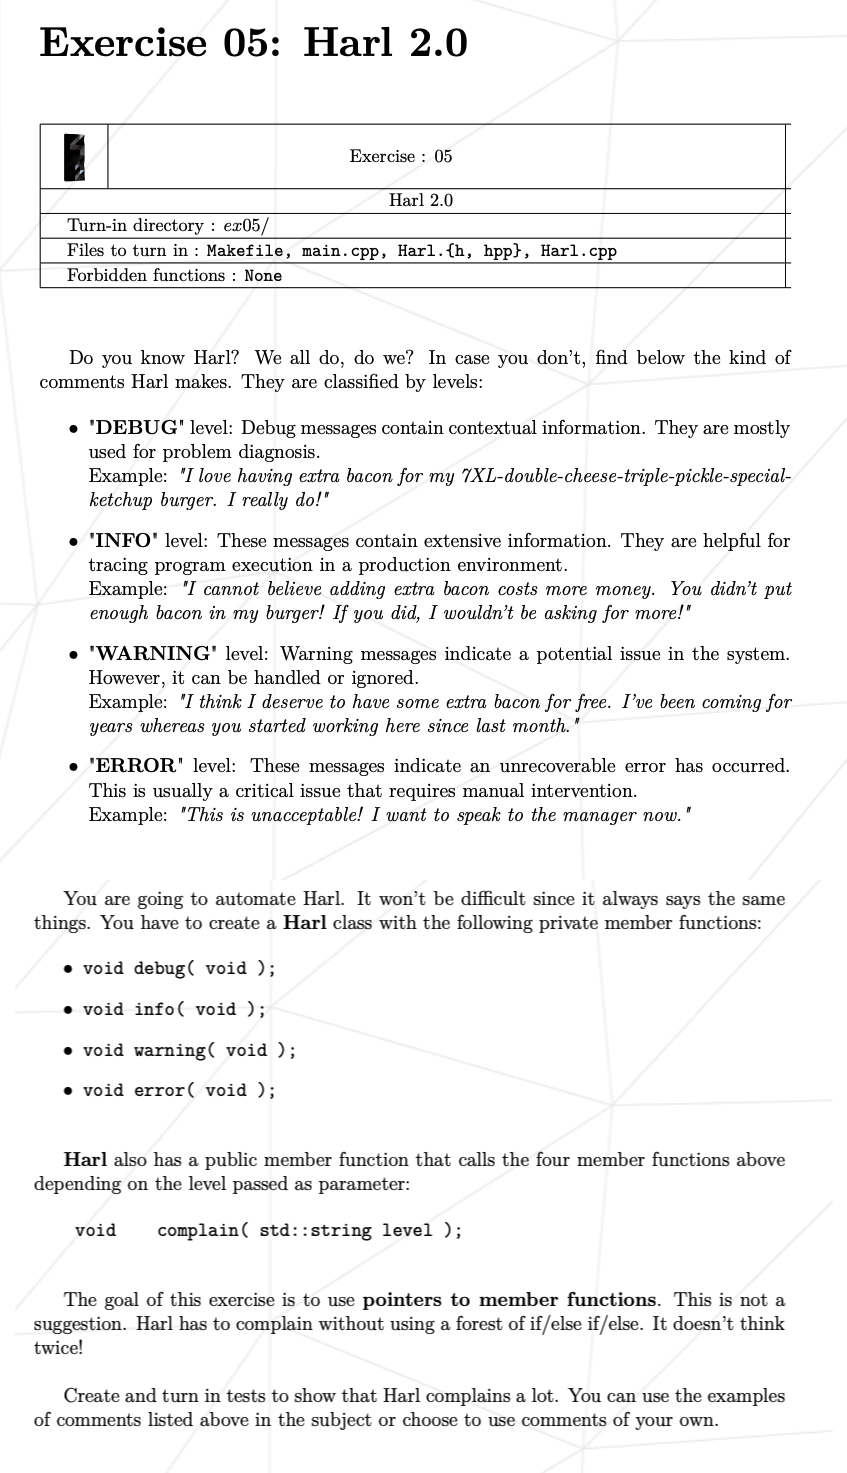 Exercise 05: Harl 2.0
Exercise : 05
Harl 2.0
Turn-in directory : ex05/
Files to turn in : Makefile, main.cpp, Harl.{h, hpp}, Harl.cpp
Forbidden functions : None
Do you know Harl? We all do, do we? In case you don't, find below the kind of
comments Harl makes. They are classified by levels:
• "DEBUG" level: Debug messages contain contextual information. They are mostly
used for problem diagnosis.
Example: "I love having extra bacon for my 7XL-double-cheese-triple-pickle-special-
ketchup burger. I really do!"
• "INFO" level: These messages contain extensive information. They are helpful for
tracing program execution in a production environment.
Example: "I cannot believe adding extra bacon costs more money. You didn't put
enough bacon in my burger! If you did, I wouldn't be asking for more!"
• "WARNING" level: Warning messages indicate a potential issue in the system.
However, it can be handled or ignored.
Example: "I think I deserve to have some extra bacon for free. I've been coming for
years whereas you started working here since last month."
• "ERROR" level: These messages indicate an unrecoverable error has occurred.
This is usually a critical issue that requires manual intervention.
Example: "This is unacceptable! I want to speak to the manager now."
You are going to automate Harl. It won't be difficult since it always says the same
things. You have to create a Harl class with the following private member functions:
• void debug( void );
• void info( void );
• void warning( void );
• void error( void );
Harl also has a public member function that calls the four member functions above
depending on the level passed as parameter:
void    complain( std::string level );
The goal of this exercise is to use pointers to member functions. This is not a
suggestion. Harl has to complain without using a forest of if/else if/else. It doesn't think
twice!
Create and turn in tests to show that Harl complains a lot. You can use the examples
of comments listed above in the subject or choose to use comments of your own.